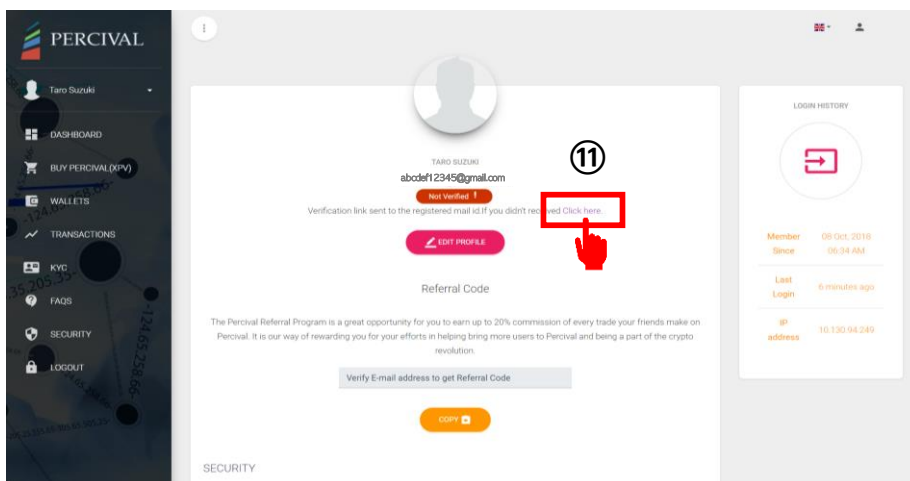 PERCIVAL
Taro Suzuki
DASHBOARD
BUY PERCIVAL(XPV)
WALLETS
TRANSACTIONS
KYC
FAQS
SECURITY
LOGOUT
TARO SUZUKI
⑪
abcdef12345@gmail.com
Not Verified !
Verification link sent to the registered mail id.If you didn't received Click here.
EDIT PROFILE
Referral Code
The Percival Referral Program is a great opportunity for you to earn up to 20% commission of every trade your friends make on
Percival. It is our way of rewarding you for your efforts in helping bring more users to Percival and being a part of the crypto
revolution.
Verify E-mail address to get Referral Code
COPY
SECURITY
LOGIN HISTORY
Member 06 Oct, 2018
Since 06:34 AM
Last
Login 6 minutes ago
IP
address 10.130.94.249